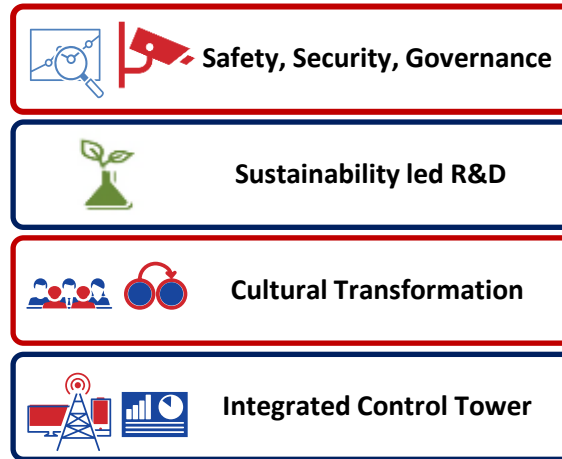 Safety, Security, Governance
Sustainability led R&D
Cultural Transformation
Integrated Control Tower